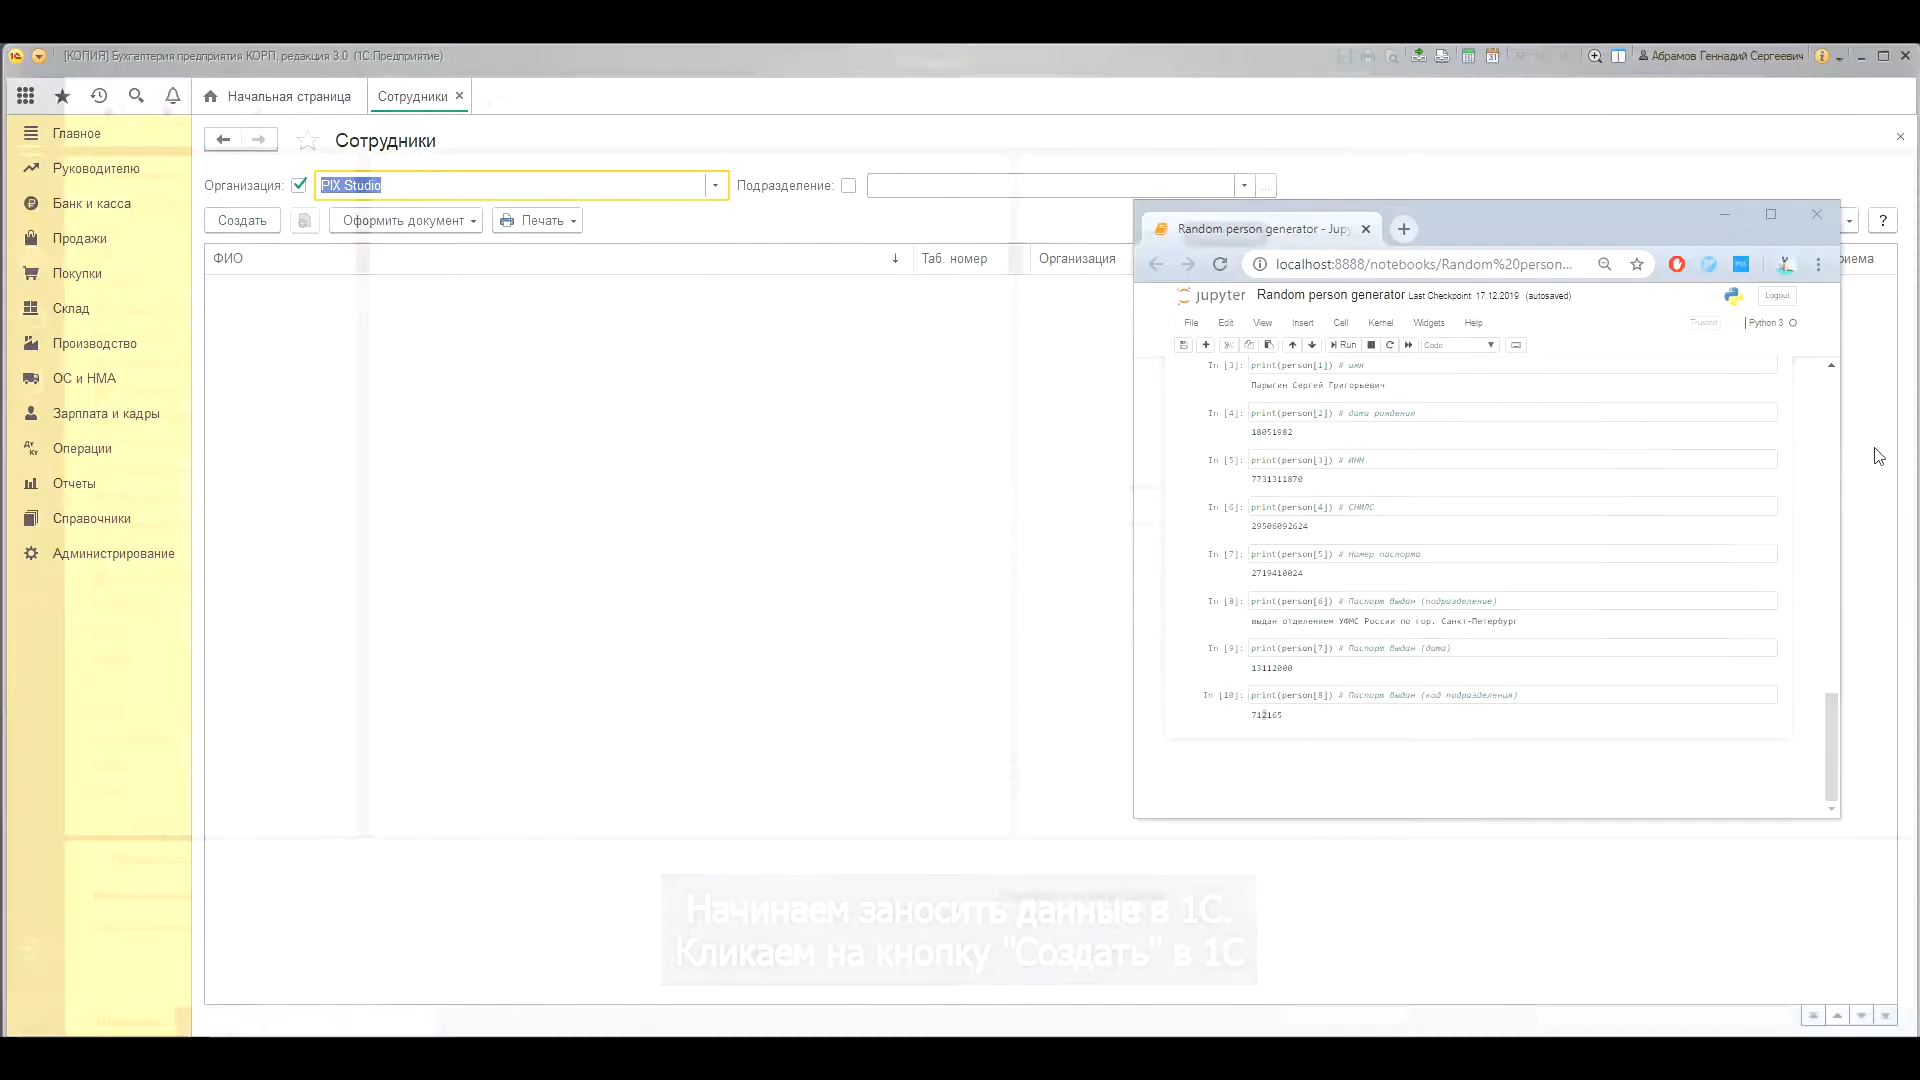 [КОПИЯ] Бухгалтерия предприятия КОРП, редакция 3.0 (1С:Предприятие)
Абрамов Геннадий Сергеевич
Начальная страница
Сотрудники
Главное
Руководителю
Банк и касса
Продажи
Покупки
Склад
Производство
ОС и НМА
Зарплата и кадры
Операции
Отчеты
Справочники
Администрирование
Сотрудники
Организация: PIX Studio
Подразделение:
Создать
Оформить документ
Печать
?
ФИО
Таб. номер
Организация
Random person generator - Jup
localhost:8888/notebooks/Random%20person...
jupyter Random person generator Last Checkpoint: 17.12.2019 (autosaved)
Logout
File Edit View Insert Cell Kernel Widgets Help
Trusted
Python 3
Run
Code
In [3]: print(person[1]) # имя
Парыгин Сергей Григорьевич
In [4]: print(person[2]) # дата рождения
18051982
In [5]: print(person[3]) # ИНН
7731311870
In [6]: print(person[4]) # СНИЛС
29506092624
In [7]: print(person[5]) # Номер паспорта
2719410024
In [8]: print(person[6]) # Паспорт выдан (подразделение)
выдан отделением УФМС России по гор. Санкт-Петербург
In [9]: print(person[7]) # Паспорт выдан (дата)
13112000
In [10]: print(person[8]) # Паспорт выдан (код подразделения)
712165
Начинаем заносить данные в 1С.
Кликаем на кнопку "Создать" в 1С